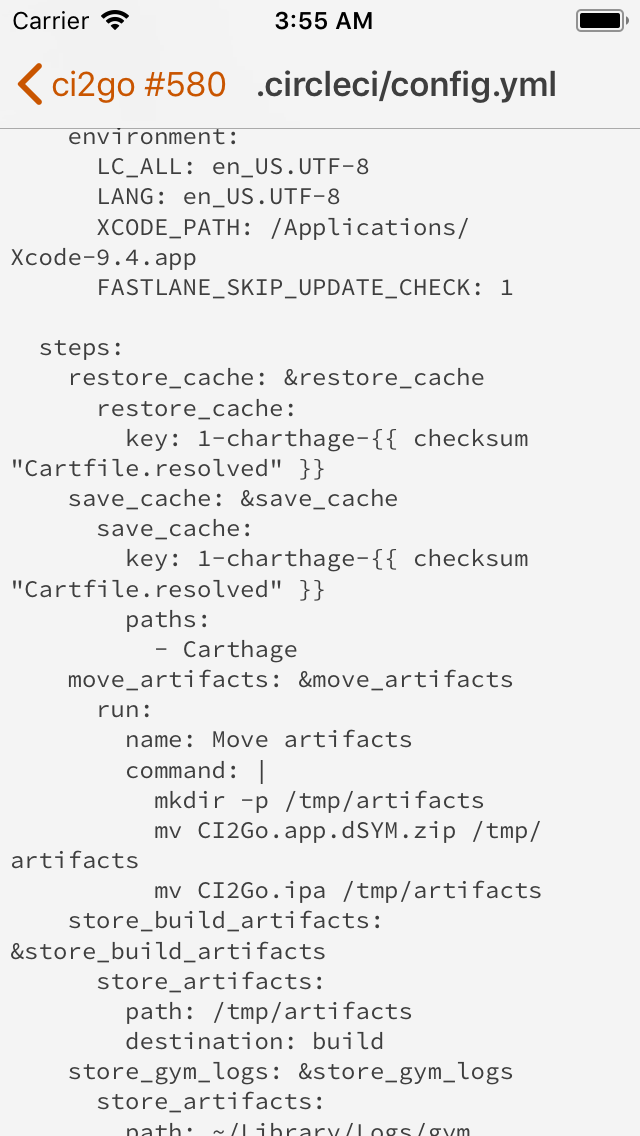 Carrier 3:55 AM
ci2go #580 .circleci/config.yml
environment:
LC_ALL: en_US.UTF-8
LANG: en_US.UTF-8
XCODE_PATH: /Applications/
Xcode-9.4.app
FASTLANE_SKIP_UPDATE_CHECK: 1
steps:
restore_cache: &restore_cache
restore_cache:
key: 1-charthage-{{ checksum
"Cartfile.resolved" }}
save_cache: &save_cache
save_cache:
key: 1-charthage-{{ checksum
"Cartfile.resolved" }}
paths:
- Carthage
move_artifacts: &move_artifacts
run:
name: Move artifacts
command: |
mkdir -p /tmp/artifacts
mv CI2Go.app.dSYM.zip /tmp/
artifacts
mv CI2Go.ipa /tmp/artifacts
store_build_artifacts:
&store_build_artifacts
store_artifacts:
path: /tmp/artifacts
destination: build
store_gym_logs: &store_gym_logs
store_artifacts:
path: ~/Library/Logs/gym